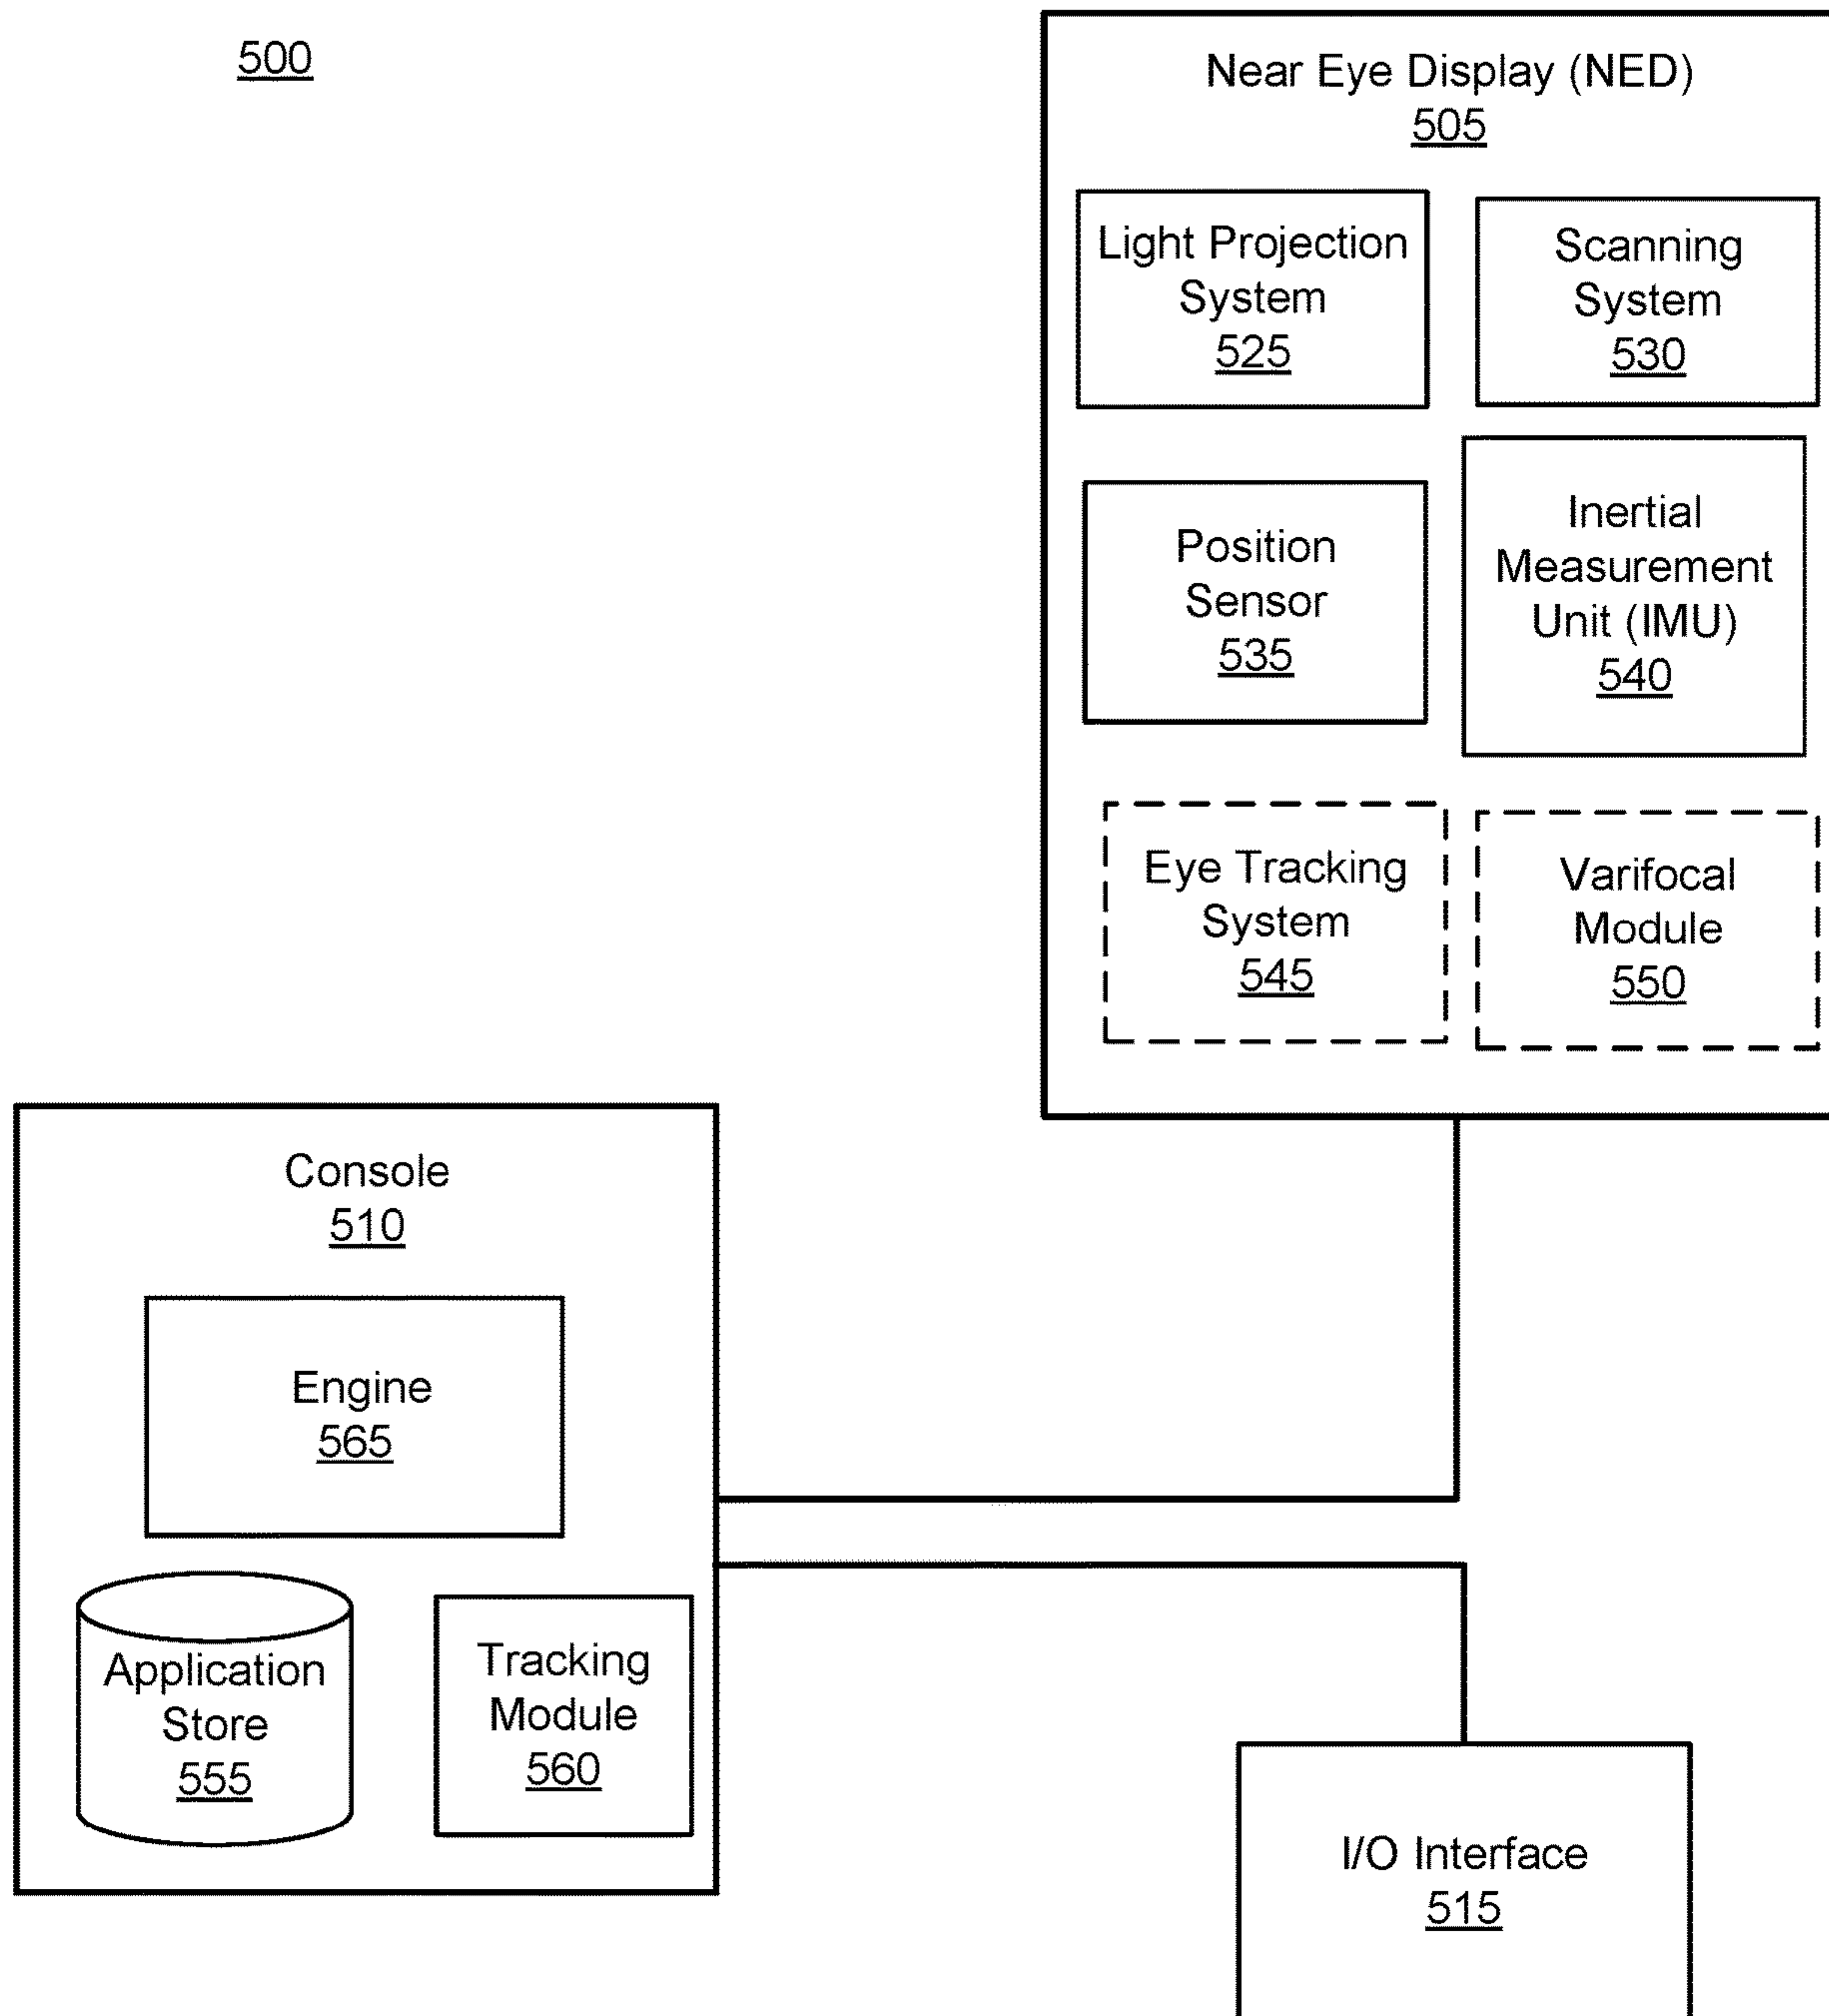 500
Near Eye Display (NED)
505
Light Projection
System
525
Scanning
System
530
Position
Sensor
535
Inertial
Measurement
Unit (IMU)
540
Eye Tracking
System
545
Varifocal
Module
550
Console
510
Engine
565
Application
Store
555
Tracking
Module
560
I/O Interface
515